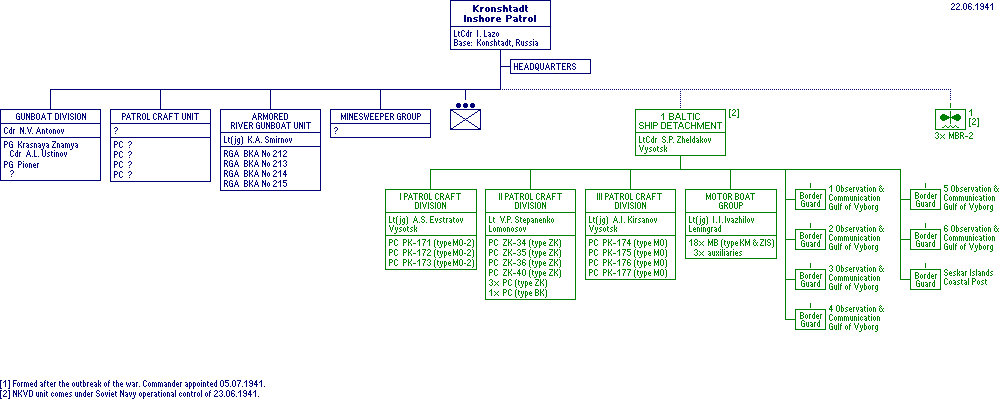 22.06.1941
Kronshtadt
Inshore Patrol
LtCdr I. Lazo
Base: Konshtadt, Russia
HEADQUARTERS
GUNBOAT DIVISION
Cdr N.V. Antonov
PG Krasnaya Znamya
Cdr A.L. Ustinov
PG Pioner
?
PATROL CRAFT UNIT
?
PC ?
PC ?
PC ?
PC ?
ARMORED
RIVER GUNBOAT UNIT
Lt(jg) K.A. Smirnov
RGA BKA No 212
RGA BKA No 213
RGA BKA No 214
RGA BKA No 215
MINESWEEPER GROUP
?
1 BALTIC
SHIP DETACHMENT
[2]
LtCdr S.P. Zheldakov
Vysotsk
1
[2]
3x MBR-2
I PATROL CRAFT
DIVISION
Lt(jg) A.S. Evstratov
Vysotsk
PC PK-171 (type MO-2)
PC PK-172 (type MO-2)
PC PK-173 (type MO-2)
II PATROL CRAFT
DIVISION
Lt V.P. Stepanenko
Lomonosov
PC ZK-34 (type ZK)
PC ZK-35 (type ZK)
PC ZK-36 (type ZK)
PC ZK-40 (type ZK)
3x PC (type ZK)
1x PC (type BK)
III PATROL CRAFT
DIVISION
Lt(jg) A.I. Kirsanov
Vysotsk
PC PK-174 (type MO)
PC PK-175 (type MO)
PC PK-176 (type MO)
PC PK-177 (type MO)
MOTOR BOAT
GROUP
Lt(jg) I.I. Ivazhilov
Leningrad
18x MB (type KM & ZIS)
3x auxiliaries
Border
Guard
1 Observation &
Communication
Gulf of Vyborg
Border
Guard
2 Observation &
Communication
Gulf of Vyborg
Border
Guard
3 Observation &
Communication
Gulf of Vyborg
Border
Guard
4 Observation &
Communication
Gulf of Vyborg
Border
Guard
5 Observation &
Communication
Gulf of Vyborg
Border
Guard
6 Observation &
Communication
Gulf of Vyborg
Border
Guard
Seskar Islands
Coastal Post
[1] Formed after the outbreak of the war. Commander appointed 05.07.1941.
[2] NKVD unit comes under Soviet Navy operational control of 23.06.1941.